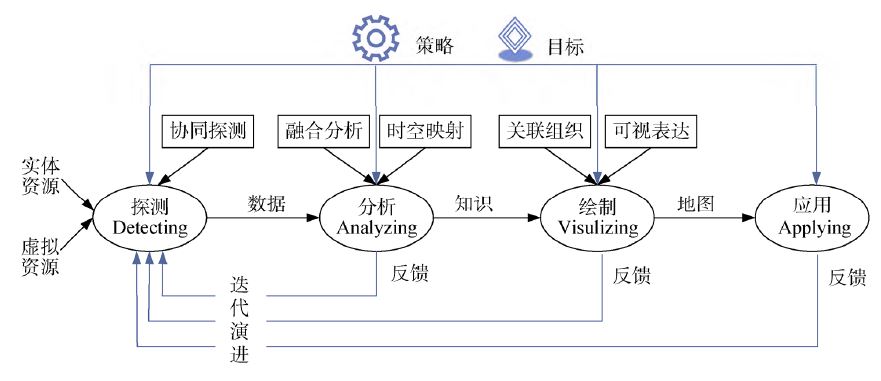 策略
目标
协同探测
融合分析
时空映射
关联组织
可视表达
实体
资源
虚拟
资源
探测
Detecting
数据
分析
Analyzing
知识
绘制
Visulizing
地图
应用
Applying
反馈
反馈
反馈
迭
代
演
进